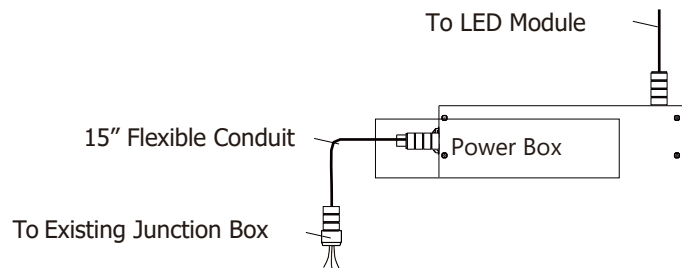 To LED Module
15” Flexible Conduit
Power Box
To Existing Junction Box